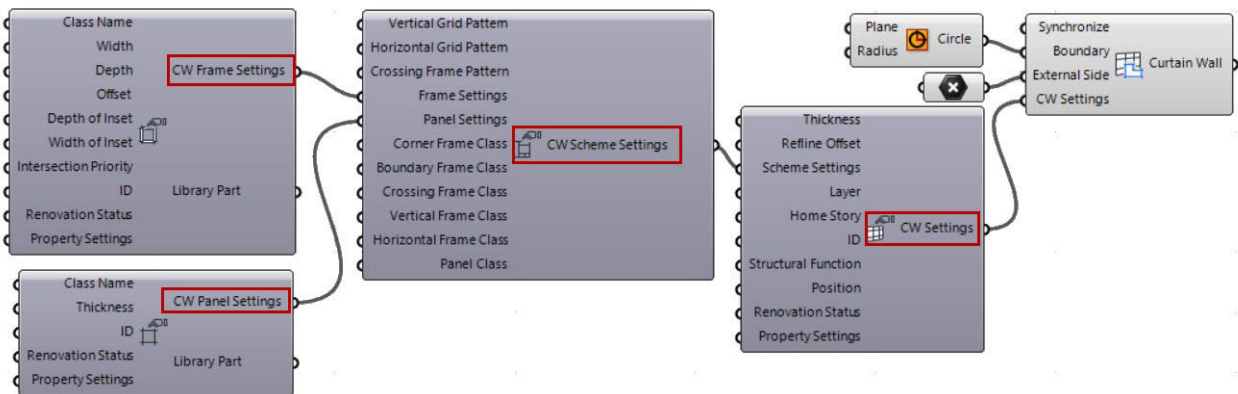 Class Name
Width
Depth
Offset
Depth of Inset
Width of Inset
Intersection Priority
ID
Renovation Status
Property Settings
CW Frame Settings
Library Part
Class Name
Thickness
ID
Renovation Status
Property Settings
CW Panel Settings
Library Part
Vertical Grid Pattern
Horizontal Grid Pattern
Crossing Frame Pattern
Frame Settings
Panel Settings
Corner Frame Class
Boundary Frame Class
Crossing Frame Class
Vertical Frame Class
Horizontal Frame Class
Panel Class
CW Scheme Settings
Thickness
Refline Offset
Scheme Settings
Layer
Home Story
ID
Structural Function
Position
Renovation Status
Property Settings
CW Settings
Plane
Radius
Circle
Synchronize
Boundary
External Side
CW Settings
Curtain Wall